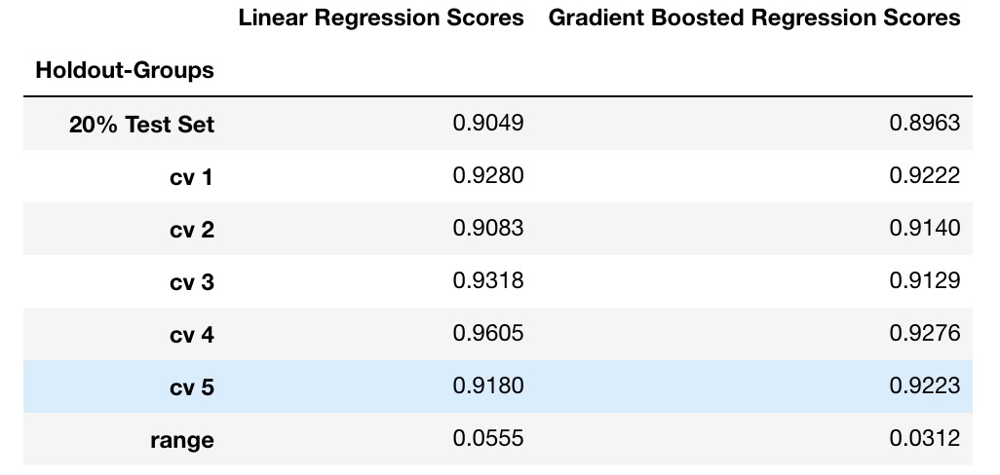 Linear Regression Scores Gradient Boosted Regression Scores
Holdout-Groups
20% Test Set 0.9049 0.8963
cv 1 0.9280 0.9222
cv 2 0.9083 0.9140
cv 3 0.9318 0.9129
cv 4 0.9605 0.9276
cv 5 0.9180 0.9223
range 0.0555 0.0312